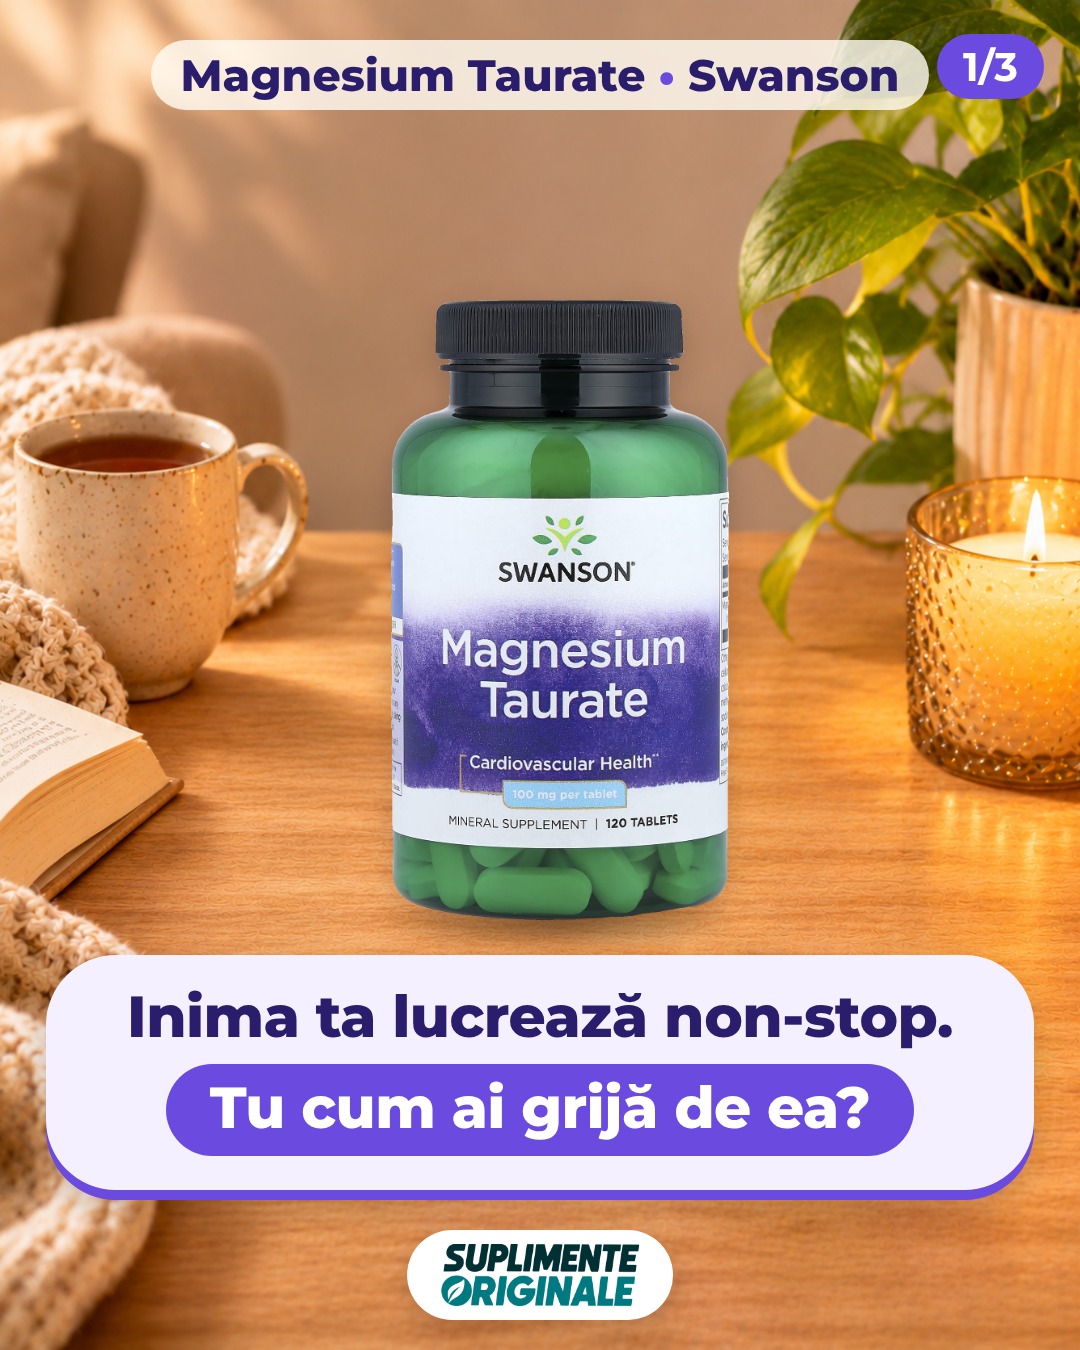 Magnesium Taurate • Swanson
1/3
SWANSON®
Magnesium
Taurate
Cardiovascular Health
100 mg per tablet
MINERAL SUPPLEMENT | 120 TABLETS
Inima ta lucrează non-stop.
Tu cum ai grijă de ea?
SUPLIMENTE
ORIGINALE